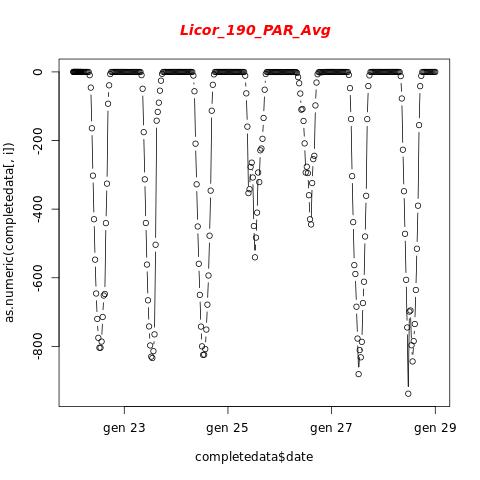 Licor_190_PAR_Avg
as.numeric(completedata[, i])
0
-200
-400
-600
-800
gen 23
gen 25
gen 27
gen 29
completedata$date